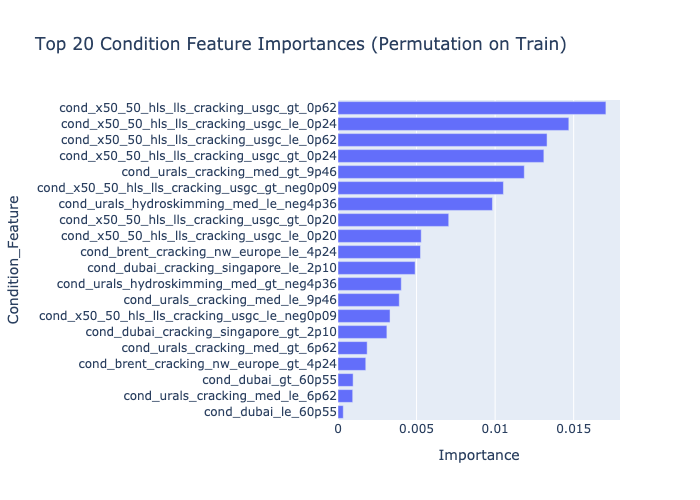 Top 20 Condition Feature Importances (Permutation on Train)
Condition_Feature
cond_x50_50_hls_lls_cracking_usgc_gt_0p62
cond_x50_50_hls_lls_cracking_usgc_le_0p24
cond_x50_50_hls_lls_cracking_usgc_le_0p62
cond_x50_50_hls_lls_cracking_usgc_gt_0p24
cond_urals_cracking_med_gt_9p46
cond_x50_50_hls_lls_cracking_usgc_gt_neg0p09
cond_urals_hydroskimming_med_le_neg4p36
cond_x50_50_hls_lls_cracking_usgc_gt_0p20
cond_x50_50_hls_lls_cracking_usgc_le_0p20
cond_brent_cracking_nw_europe_le_4p24
cond_dubai_cracking_singapore_le_2p10
cond_urals_hydroskimming_med_gt_neg4p36
cond_urals_cracking_med_le_9p46
cond_x50_50_hls_lls_cracking_usgc_le_neg0p09
cond_dubai_cracking_singapore_gt_2p10
cond_urals_cracking_med_gt_6p62
cond_brent_cracking_nw_europe_gt_4p24
cond_dubai_gt_60p55
cond_urals_cracking_med_le_6p62
cond_dubai_le_60p55
0 0.005 0.01 0.015
Importance